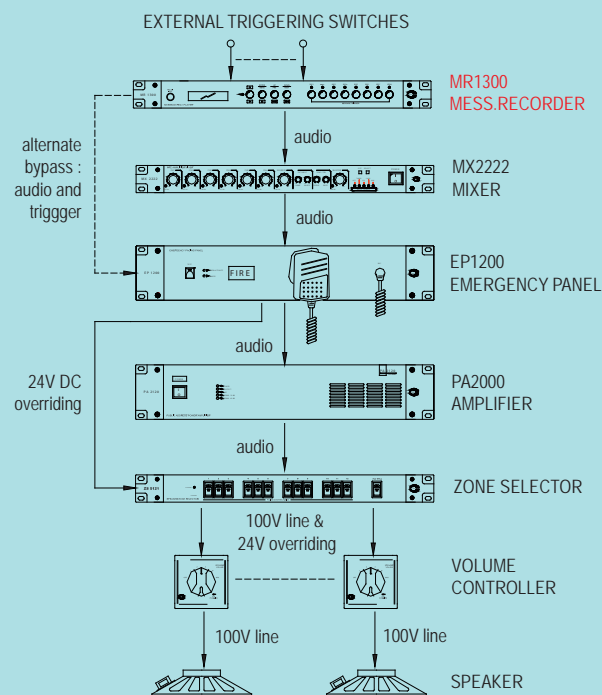 EXTERNAL TRIGGERING SWITCHES
MR1300
MESS.RECORDER
audio
alternate
bypass :
audio and
triggger
MX2222
MIXER
audio
EP 1200
FIRE
EP1200
EMERGENCY PANEL
audio
24V DC
overriding
PA2000
AMPLIFIER
audio
ZONE SELECTOR
100V line &
24V overriding
VOLUME
CONTROLLER
100V line
100V line
SPEAKER